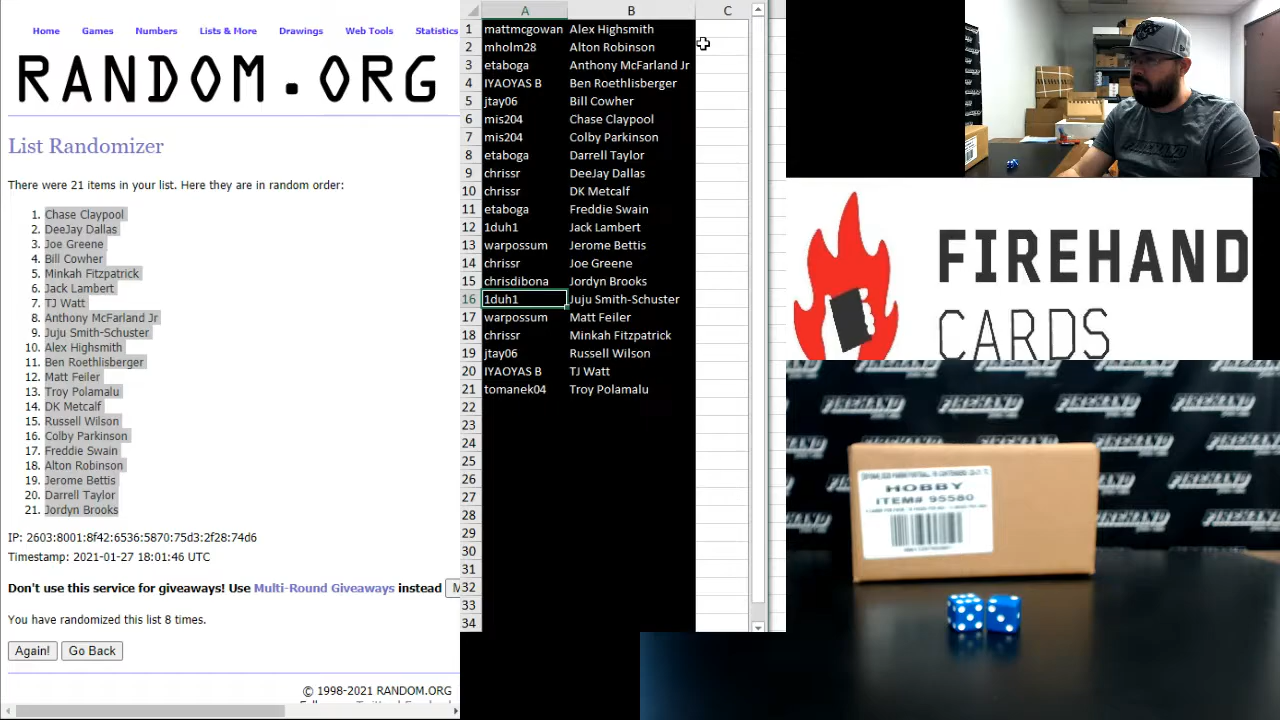 Home Games Numbers Lists & More Drawings Web Tools Statistics
RANDOM.ORG
List Randomizer
There were 21 items in your list. Here they are in random order:
1. Chase Claypool
2. DeeJay Dallas
3. Joe Greene
4. Bill Cowher
5. Minkah Fitzpatrick
6. Jack Lambert
7. TJ Watt
8. Anthony McFarland Jr
9. Juju Smith-Schuster
10. Alex Highsmith
11. Ben Roethlisberger
12. Matt Feiler
13. Troy Polamalu
14. DK Metcalf
15. Russell Wilson
16. Colby Parkinson
17. Freddie Swain
18. Alton Robinson
19. Jerome Bettis
20. Darrell Taylor
21. Jordyn Brooks
IP: 2603:8001:8f42:6536:5870:75d3:2f28:74d6
Timestamp: 2021-01-27 18:01:46 UTC
Don't use this service for giveaways! Use Multi-Round Giveaways instead
You have randomized this list 8 times.
Again! Go Back
© 1998-2021 RANDOM.ORG
A B C
1 mattmcgowan Alex Highsmith
2 mholm28 Alton Robinson
3 etaboga Anthony McFarland Jr
4 IYAOYAS B Ben Roethlisberger
5 jtay06 Bill Cowher
6 mis204 Chase Claypool
7 mis204 Colby Parkinson
8 etaboga Darrell Taylor
9 chrissr DeeJay Dallas
10 chrissr DK Metcalf
11 etaboga Freddie Swain
12 1duh1 Jack Lambert
13 warpossum Jerome Bettis
14 chrissr Joe Greene
15 chrisdibona Jordyn Brooks
16 1duh1 Juju Smith-Schuster
17 warpossum Matt Feiler
18 chrissr Minkah Fitzpatrick
19 jtay06 Russell Wilson
20 IYAOYAS B TJ Watt
21 tomanek04 Troy Polamalu
22
23
24
25
26
27
28
29
30
31
32
33
34
FIREHAND
CARDS
HOBBY
ITEM# 95580
FIREHAND
FIREHAND
FIREHAND
FIREHAND